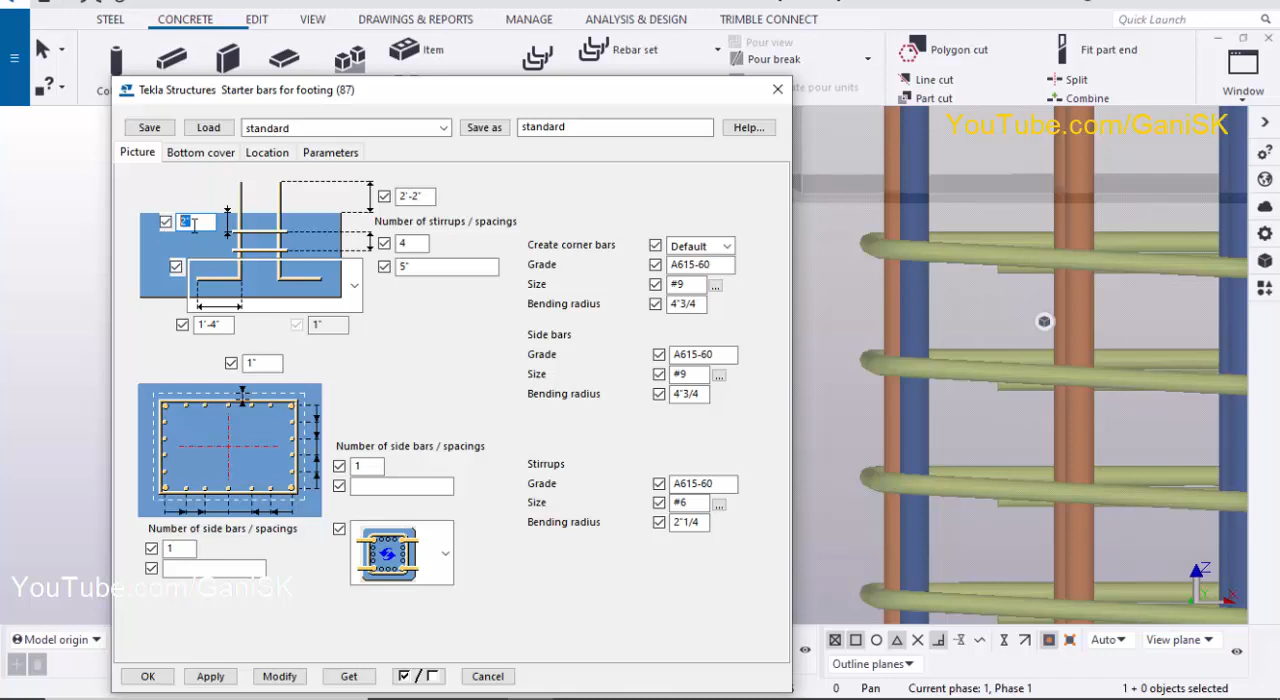 STEEL CONCRETE EDIT VIEW DRAWINGS & REPORTS MANAGE ANALYSIS & DESIGN TRIMBLE CONNECT Quick Launch
Item
Rebar set
Pour view
Pour break
Polygon cut
Line cut
Part cut
Fit part end
Split
Combine
Window
Tekla Structures Starter bars for footing (87)
Save Load standard Save as standard Help...
YouTube.com/GaniSK
Picture Bottom cover Location Parameters
2'-2"
2"
Number of stirrups / spacings
4
5"
1'-4" 1"
1"
Create corner bars Default
Grade A615-60
Size #9 ...
Bending radius 4"3/4
Side bars
Grade A615-60
Size #9 ...
Bending radius 4"3/4
Number of side bars / spacings
1
Stirrups
Grade A615-60
Size #6 ...
Bending radius 2"1/4
Number of side bars / spacings
1
YouTube.com/GaniSK
Z
Model origin
Auto View plane
Outline planes
OK Apply Modify Get / Cancel
0 Pan Current phase: 1, Phase 1 1 + 0 objects selected